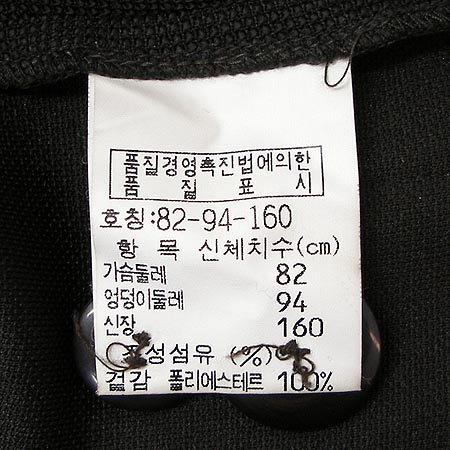 품질경영촉진법에의한
품 질 표 시
호칭:82-94-160
항 목 신체치수(cm)
가슴둘레 82
엉덩이둘레 94
신장 160
조성섬유 (%)
겉감 폴리에스테르 100%